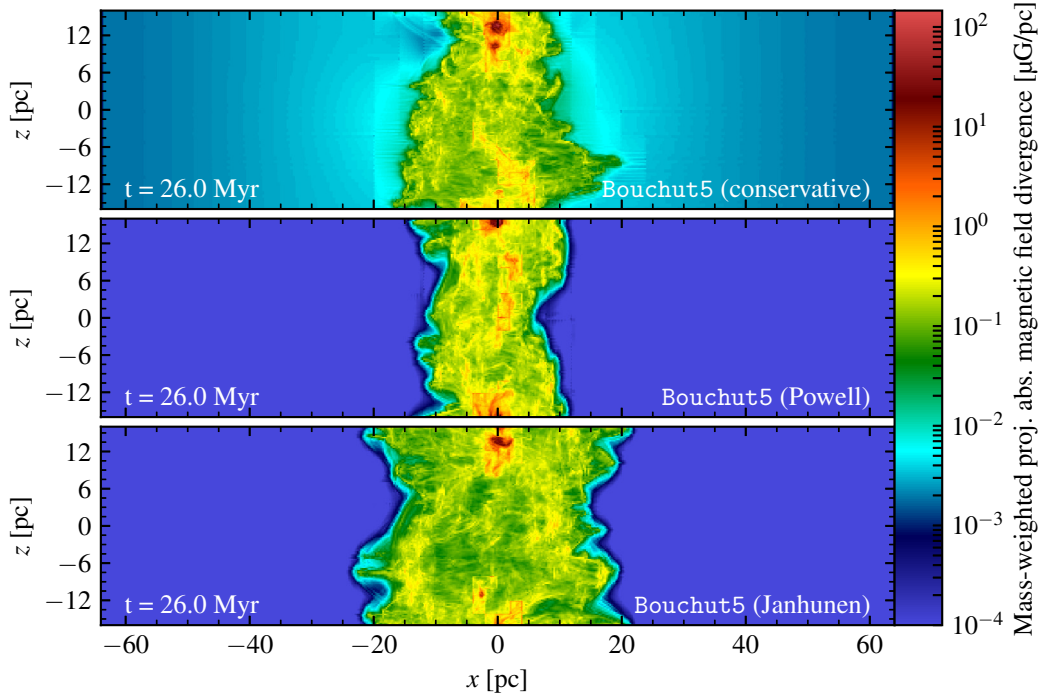 12
6
0
−6
−12
z [pc]
t = 26.0 Myr
Bouchut5 (conservative)
12
6
0
−6
−12
z [pc]
t = 26.0 Myr
Bouchut5 (Powell)
12
6
0
−6
−12
z [pc]
t = 26.0 Myr
Bouchut5 (Janhunen)
−60 −40 −20 0 20 40 60
x [pc]
10²
10¹
10⁰
10⁻¹
10⁻²
10⁻³
10⁻⁴
Mass-weighted proj. abs. magnetic field divergence [μG/pc]